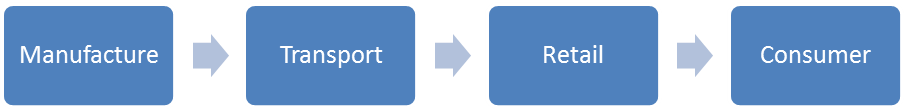 Manufacture
Transport
Retail
Consumer